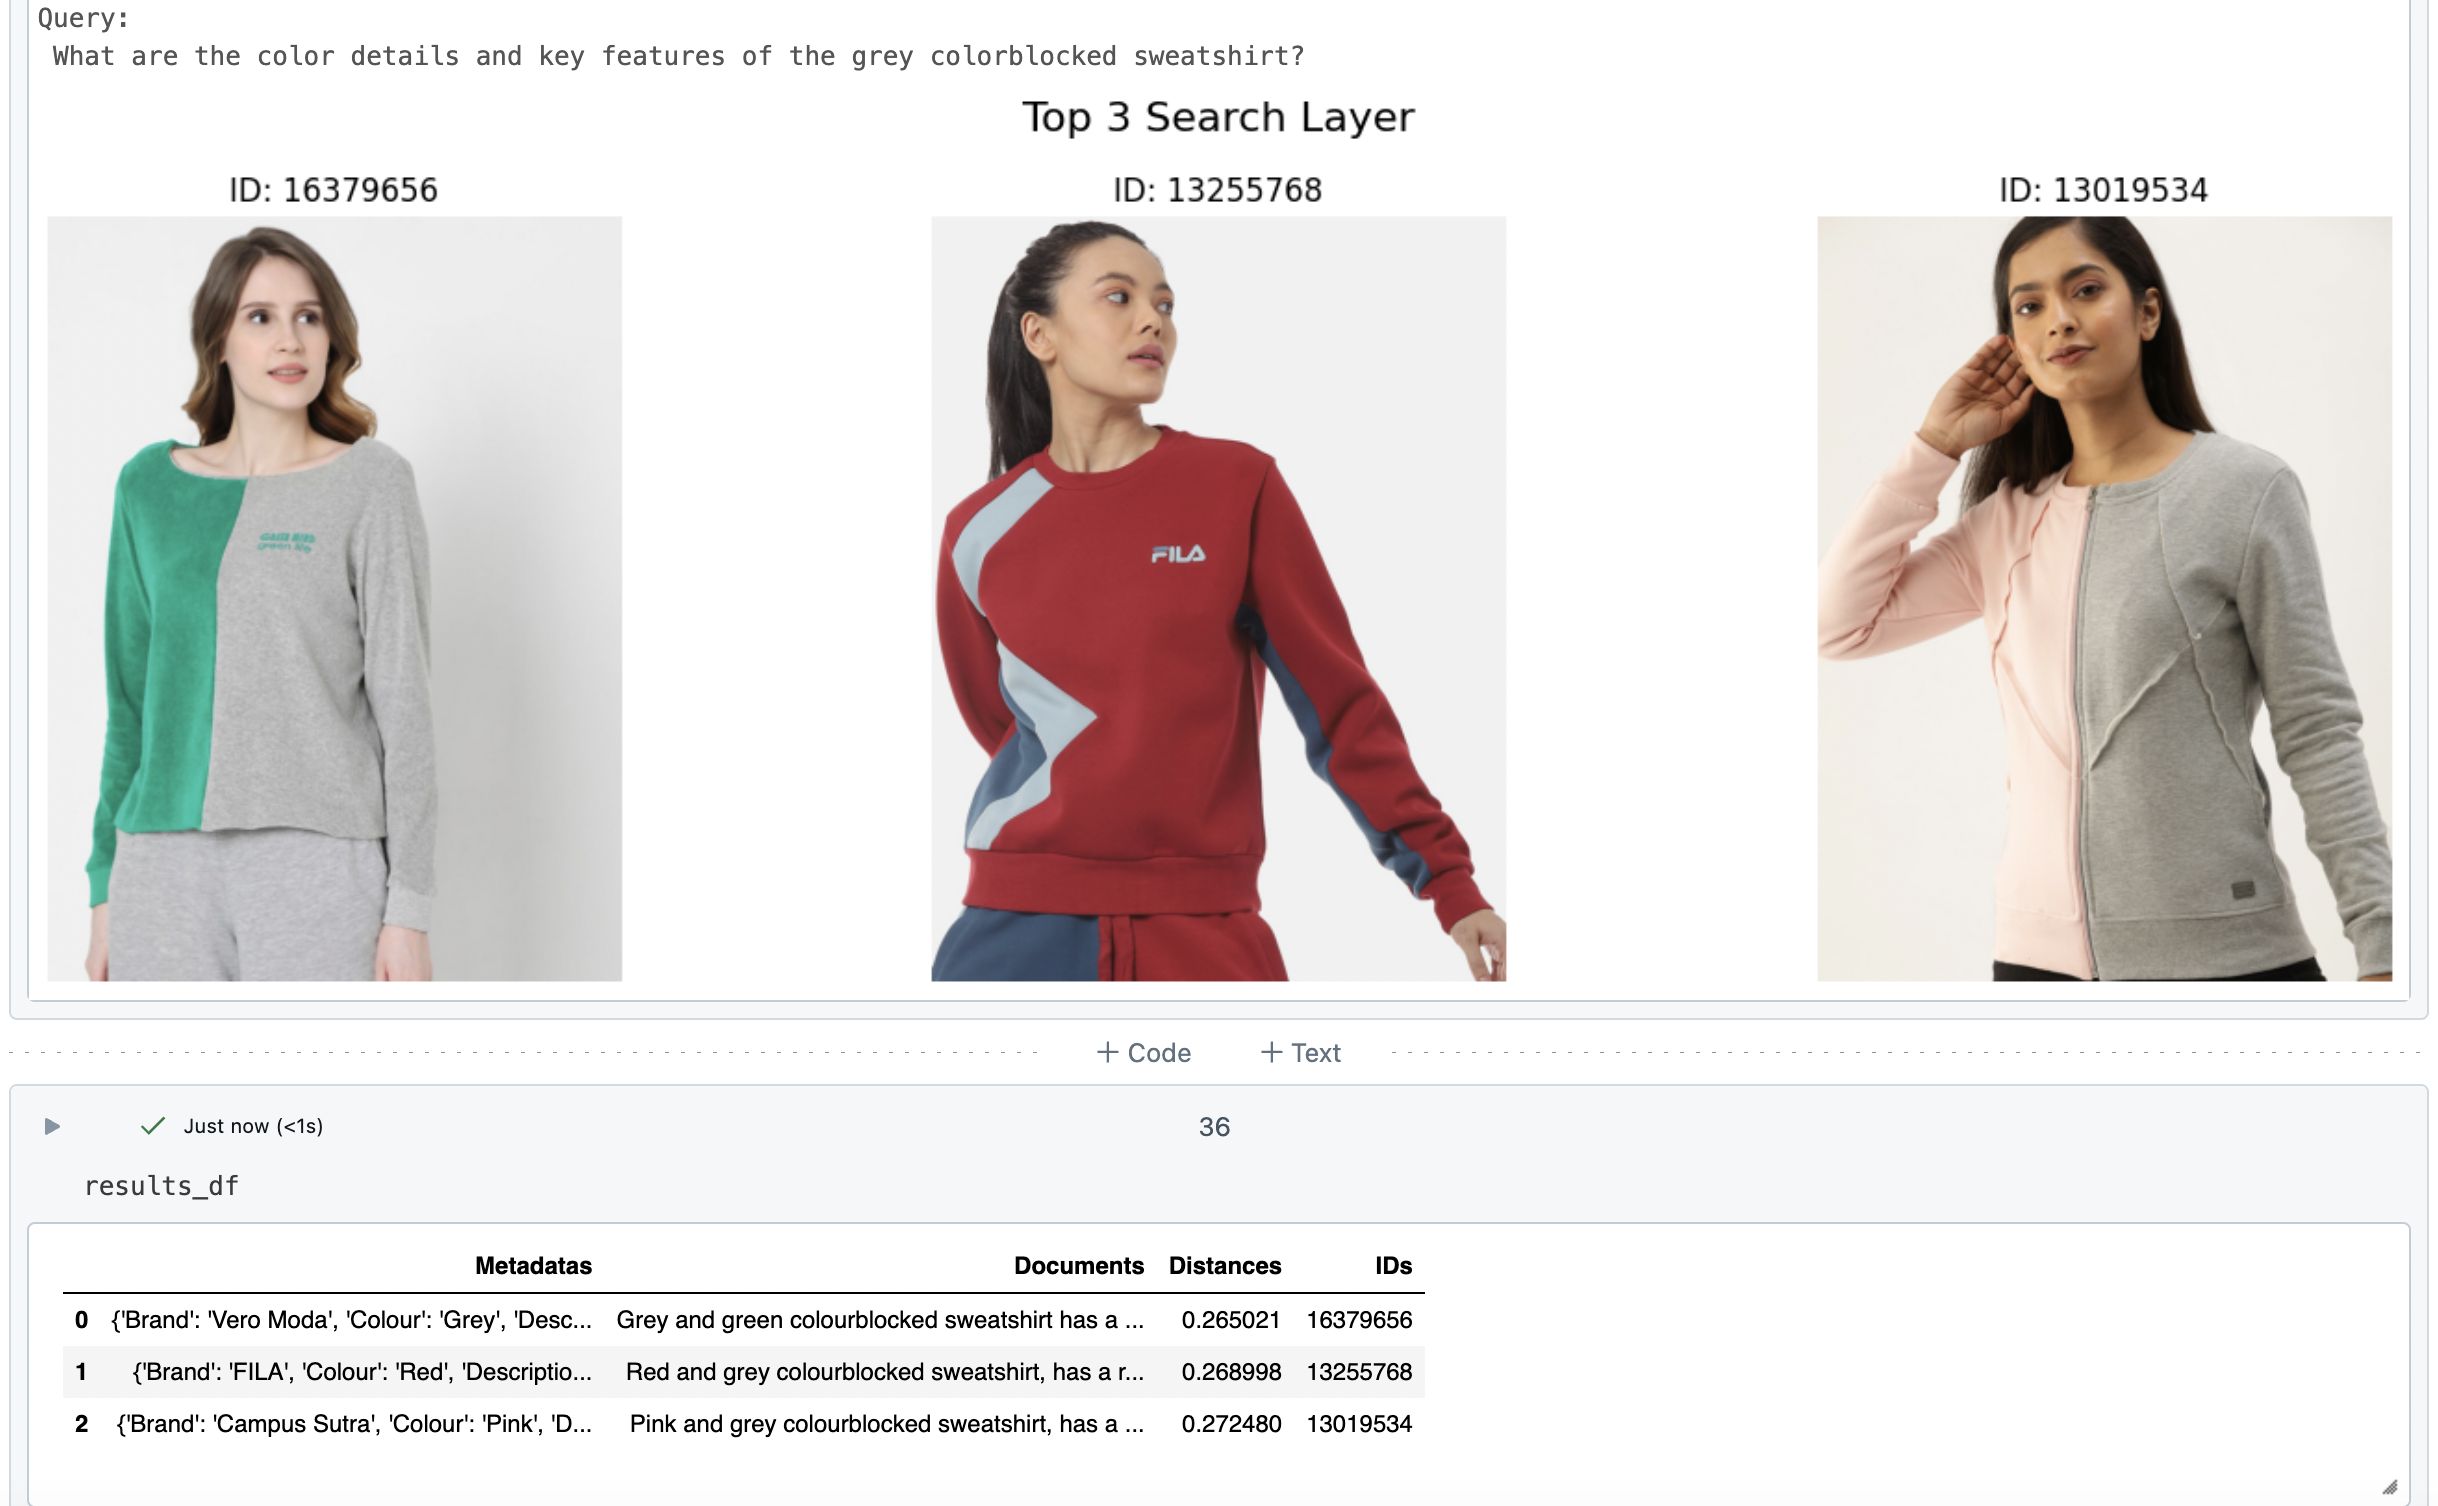 Query:
What are the color details and key features of the grey colorblocked sweatshirt?
Top 3 Search Layer
ID: 16379656
ID: 13255768
ID: 13019534
green life
FILA
+ Code + Text
Just now (<1s) 36
results_df
Metadatas Documents Distances IDs
0 {'Brand': 'Vero Moda', 'Colour': 'Grey', 'Desc... Grey and green colourblocked sweatshirt has a ... 0.265021 16379656
1 {'Brand': 'FILA', 'Colour': 'Red', 'Descriptio... Red and grey colourblocked sweatshirt, has a r... 0.268998 13255768
2 {'Brand': 'Campus Sutra', 'Colour': 'Pink', 'D... Pink and grey colourblocked sweatshirt, has a ... 0.272480 13019534